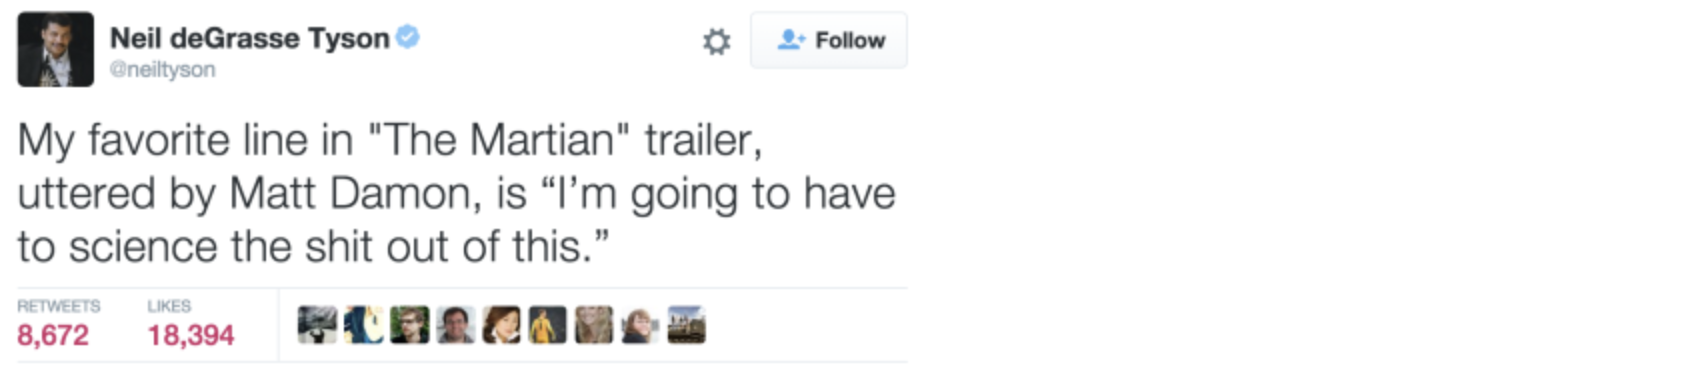 Neil deGrasse Tyson
@neiltyson
Follow
My favorite line in "The Martian" trailer,
uttered by Matt Damon, is “I’m going to have
to science the shit out of this.”
RETWEETS LIKES
8,672 18,394